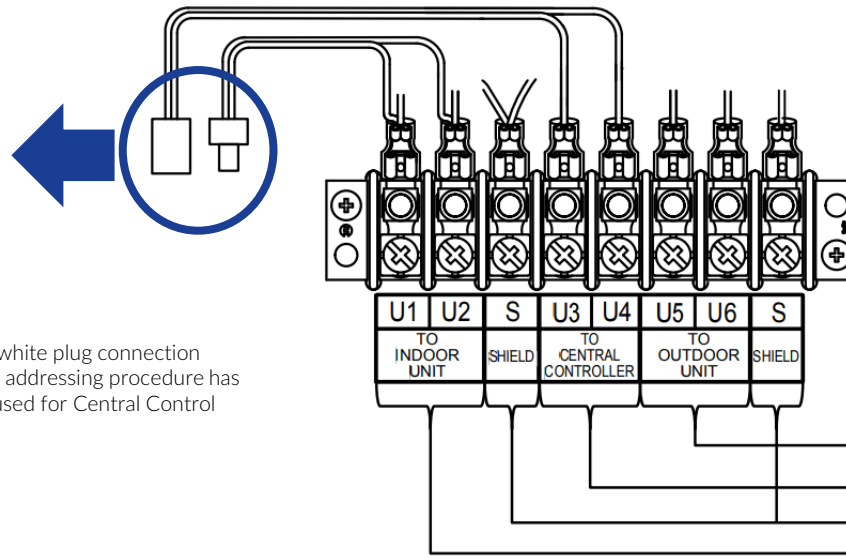 U1 U2 S U3 U4 U5 U6 S
TO INDOOR UNIT
SHIELD
TO CENTRAL CONTROLLER
TO OUTDOOR UNIT
SHIELD
white plug connection
addressing procedure has
used for Central Control